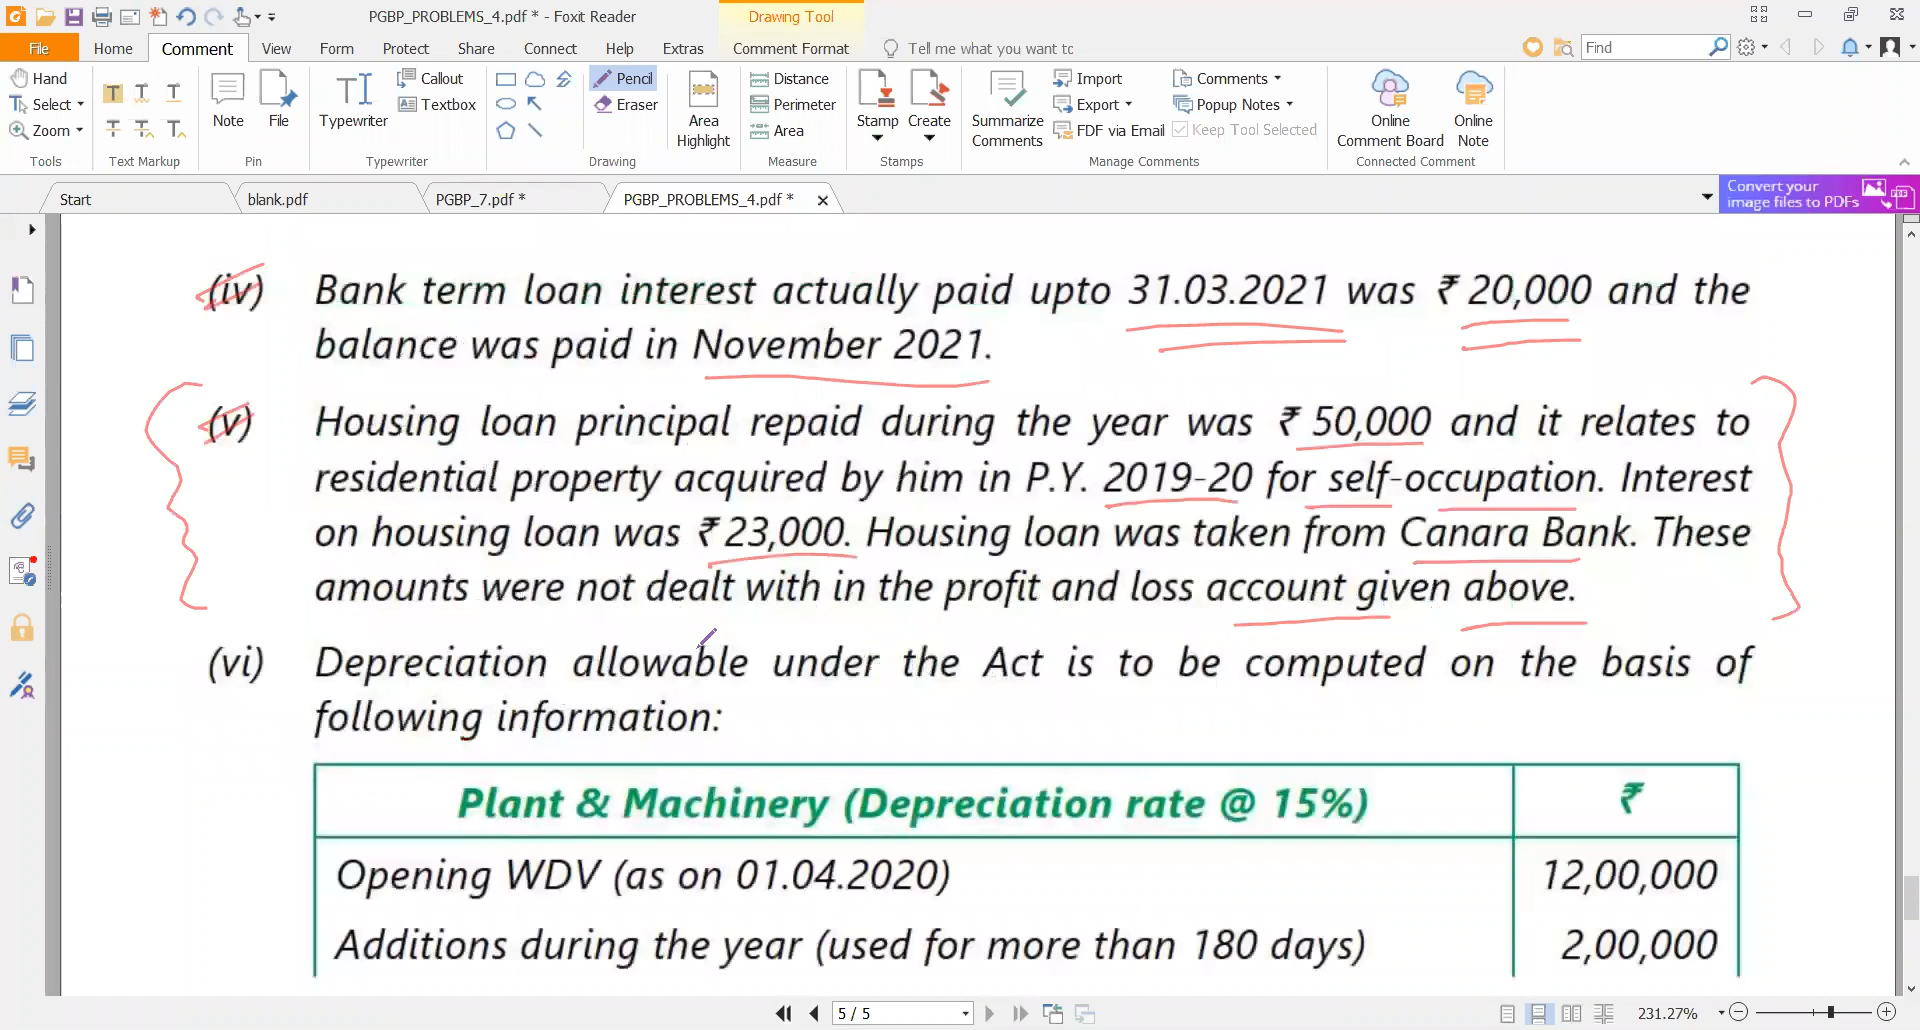 PGBP_PROBLEMS_4.pdf * - Foxit Reader
Drawing Tool
File Home Comment View Form Protect Share Connect Help Extras Comment Format Tell me what you want to Find
Hand
Select
Zoom
Tools
Text Markup
Note
File
Pin
Typewriter
Callout
Textbox
Typewriter
Pencil
Eraser
Drawing
Area
Highlight
Distance
Perimeter
Area
Measure
Stamp
Create
Stamps
Summarize
Comments
Import
Export
FDF via Email
Comments
Popup Notes
Keep Tool Selected
Manage Comments
Online
Comment Board
Online
Note
Connected Comment
Start blank.pdf PGBP_7.pdf * PGBP_PROBLEMS_4.pdf *
Convert your
image files to PDFs
(iv) Bank term loan interest actually paid upto 31.03.2021 was ₹ 20,000 and the
balance was paid in November 2021.
(v) Housing loan principal repaid during the year was ₹ 50,000 and it relates to
residential property acquired by him in P.Y. 2019-20 for self-occupation. Interest
on housing loan was ₹ 23,000. Housing loan was taken from Canara Bank. These
amounts were not dealt with in the profit and loss account given above.
(vi) Depreciation allowable under the Act is to be computed on the basis of
following information:
Plant & Machinery (Depreciation rate @ 15%) ₹
Opening WDV (as on 01.04.2020) 12,00,000
Additions during the year (used for more than 180 days) 2,00,000
5 / 5
231.27%